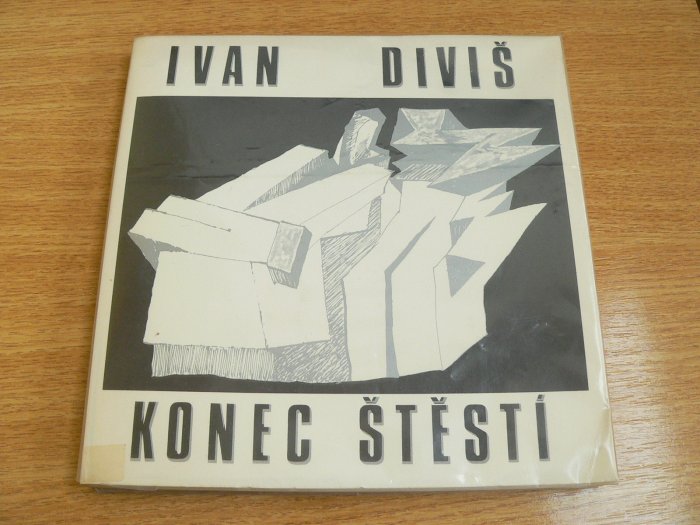 IVAN DIVIŠ
KONEC ŠTĚSTÍ